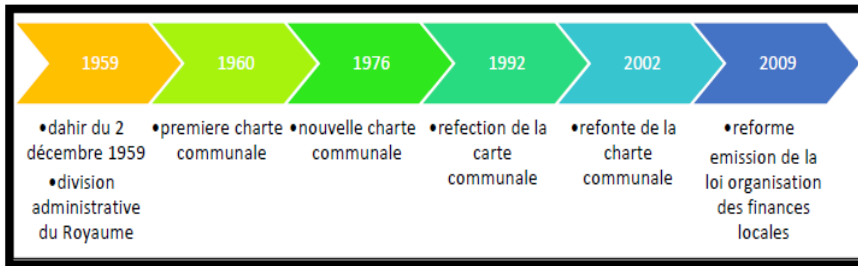 1959
•dahir du 2
décembre 1959
•division
administrative
du Royaume
1960
•premiere charte
communale
1976
•nouvelle charte
communale
1992
•refection de la
carte
communale
2002
•refonte de la
charte
communale
2009
•reforme
emission de la
loi organisation
des finances
locales